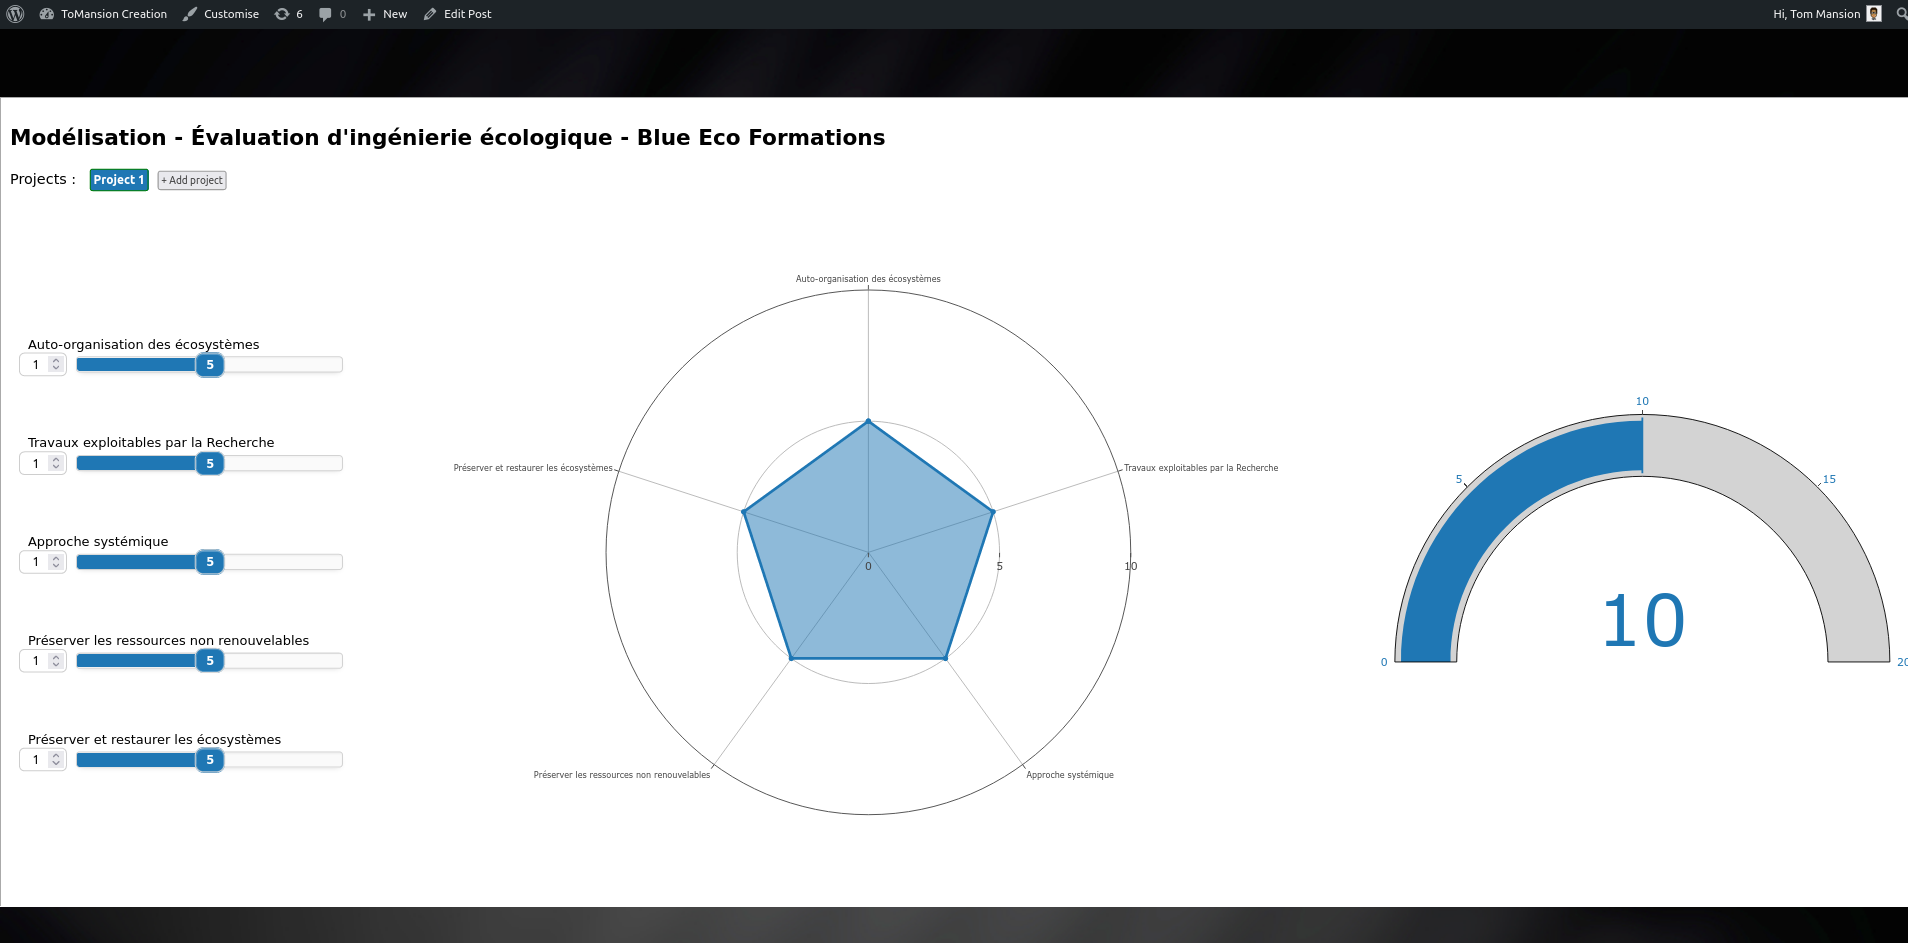 ToMansion Creation Customise 6 0 New Edit Post Hi, Tom Mansion
Modélisation - Évaluation d'ingénierie écologique - Blue Eco Formations
Projects : Project 1 + Add project
Auto-organisation des écosystèmes
1 5
Travaux exploitables par la Recherche
1 5
Approche systémique
1 5
Préserver les ressources non renouvelables
1 5
Préserver et restaurer les écosystèmes
1 5
Auto-organisation des écosystèmes
Préserver et restaurer les écosystèmes
Travaux exploitables par la Recherche
0 5 10
Préserver les ressources non renouvelables
Approche systémique
10
5 15
10
0 20